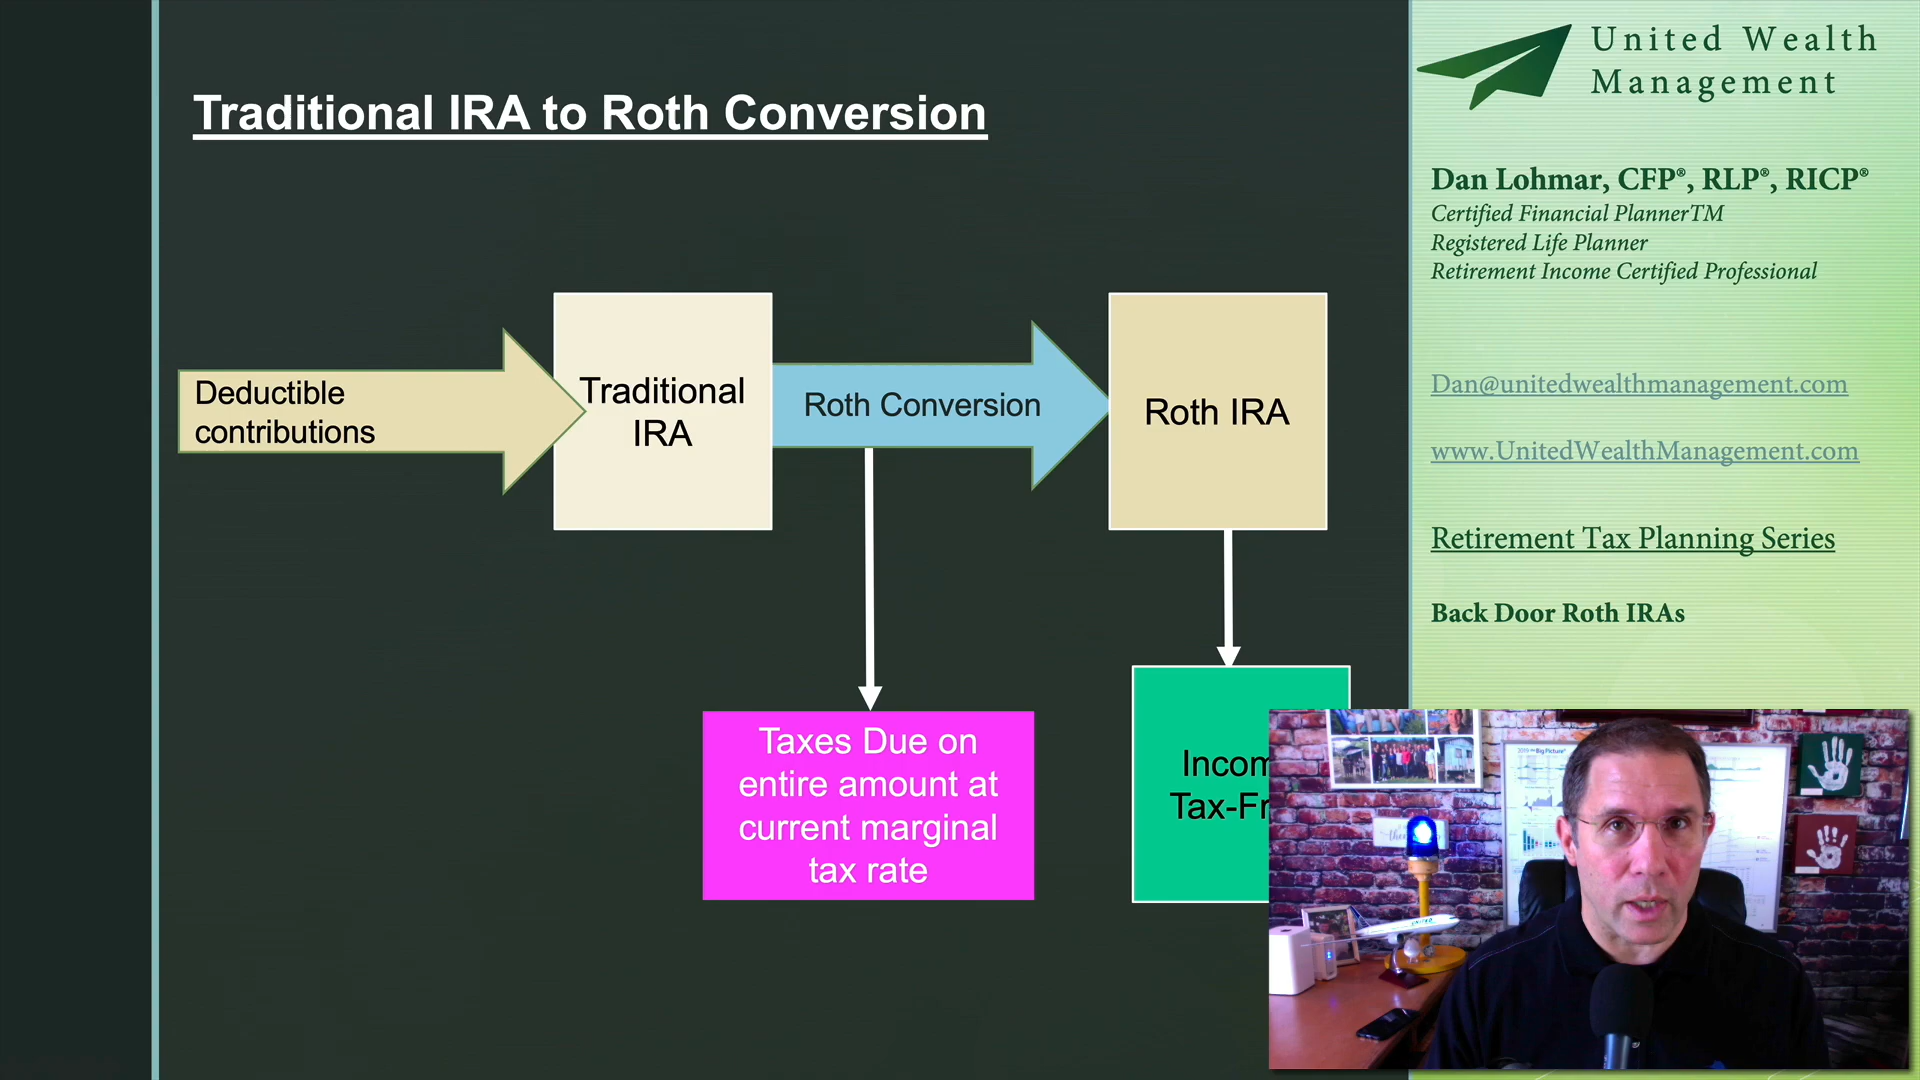 Traditional IRA to Roth Conversion
Deductible
contributions
Traditional
IRA
Roth Conversion
Roth IRA
Taxes Due on
entire amount at
current marginal
tax rate
Incom
Tax-Fr
United Wealth
Management
Dan Lohmar, CFP®, RLP®, RICP®
Certified Financial PlannerTM
Registered Life Planner
Retirement Income Certified Professional
Dan@unitedwealthmanagement.com
www.UnitedWealthManagement.com
Retirement Tax Planning Series
Back Door Roth IRAs
UNITED